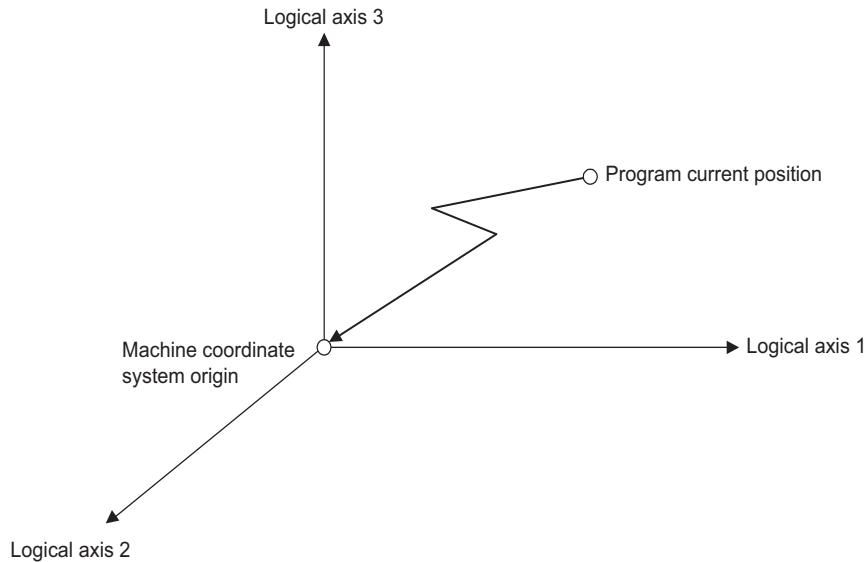 Logical axis 3
Program current position
Machine coordinate
system origin
Logical axis 1
Logical axis 2